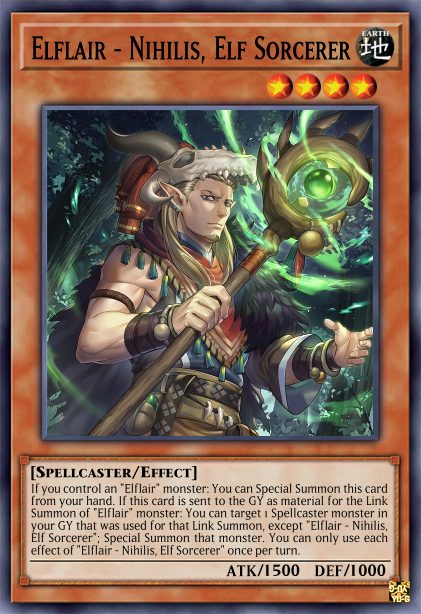 Elflair - Nihilis, Elf Sorcerer
EARTH
地
[Spellcaster/Effect]
If you control an "Elflair" monster: You can Special Summon this card
from your hand. If this card is sent to the GY as material for the Link
Summon of "Elflair" monster: You can target 1 Spellcaster monster in
your GY that was used for that Link Summon, except "Elflair - Nihilis,
Elf Sorcerer"; Special Summon that monster. You can only use each
effect of "Elflair - Nihilis, Elf Sorcerer" once per turn.
ATK/1500 DEF/1000